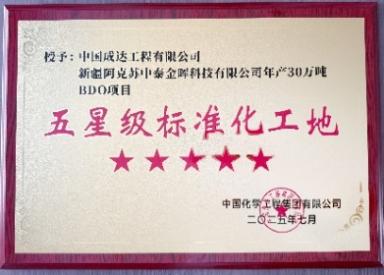 授予：中国成达工程有限公司
新疆阿克苏中泰金晖科技有限公司年产30万吨
BDO项目
五星级标准化工地
中国化学工程集团有限公司
二〇二五年七月